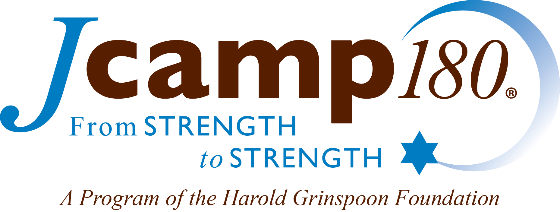 Jcamp180®
From STRENGTH
to STRENGTH
A Program of the Harold Grinspoon Foundation